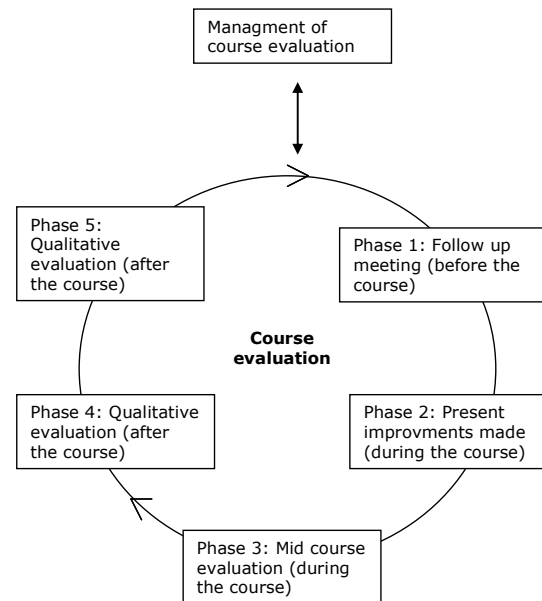 Managment of
course evaluation
Phase 5:
Qualitative
evaluation (after
the course)
Phase 1: Follow up
meeting (before the
course)
Course
evaluation
Phase 4: Qualitative
evaluation (after
the course)
Phase 2: Present
improvments made
(during the course)
Phase 3: Mid course
evaluation (during
the course)